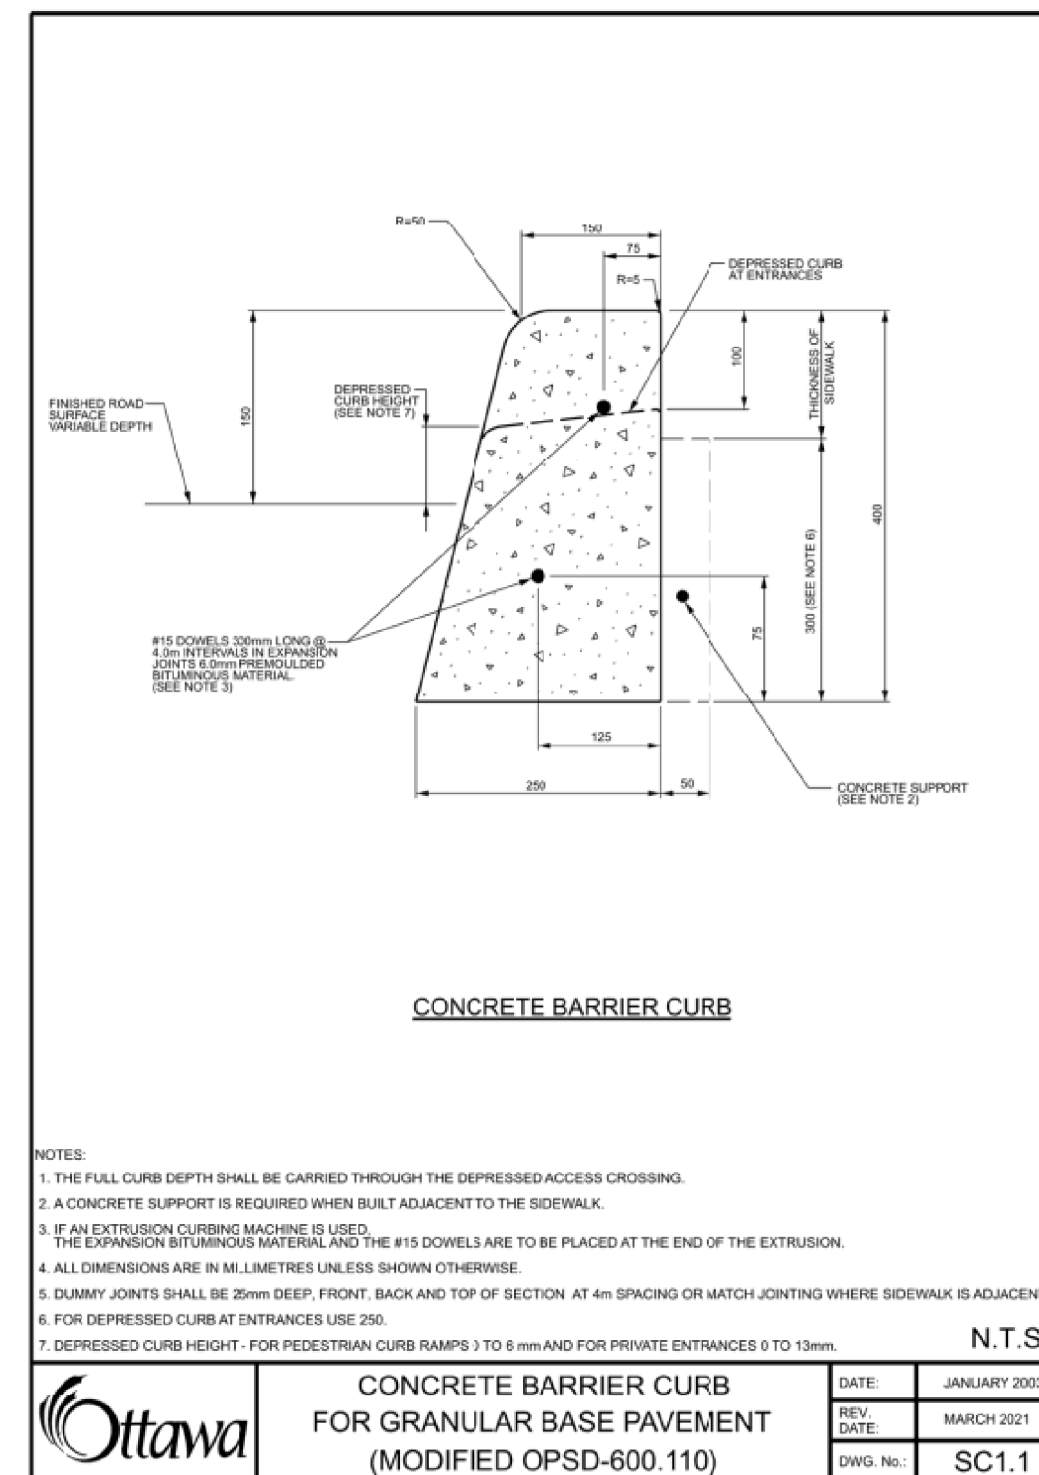 R=50
150
75
R=5
DEPRESSED CURB
AT ENTRANCES
DEPRESSED
CURB HEIGHT
(SEE NOTE 7)
FINISHED ROAD
SURFACE
VARIABLE DEPTH
150
100
THICKNESS OF
SIDEWALK
400
300 (SEE NOTE 6)
75
#15 DOWELS 300mm LONG @
4.0m INTERVALS IN EXPANSION
JOINTS 6.0mm PREMOULDED
BITUMINOUS MATERIAL.
(SEE NOTE 3)
125
250
50
CONCRETE SUPPORT
(SEE NOTE 2)
CONCRETE BARRIER CURB
NOTES:
1. THE FULL CURB DEPTH SHALL BE CARRIED THROUGH THE DEPRESSED ACCESS CROSSING.
2. A CONCRETE SUPPORT IS REQUIRED WHEN BUILT ADJACENT TO THE SIDEWALK.
3. IF AN EXTRUSION CURBING MACHINE IS USED,
THE EXPANSION BITUMINOUS MATERIAL AND THE #15 DOWELS ARE TO BE PLACED AT THE END OF THE EXTRUSION.
4. ALL DIMENSIONS ARE IN MILLIMETRES UNLESS SHOWN OTHERWISE.
5. DUMMY JOINTS SHALL BE 25mm DEEP, FRONT, BACK AND TOP OF SECTION AT 4m SPACING OR MATCH JOINTING WHERE SIDEWALK IS ADJACEN
6. FOR DEPRESSED CURB AT ENTRANCES USE 250.
7. DEPRESSED CURB HEIGHT - FOR PEDESTRIAN CURB RAMPS 0 TO 6 mm AND FOR PRIVATE ENTRANCES 0 TO 13mm.
N.T.S
Ottawa
CONCRETE BARRIER CURB
FOR GRANULAR BASE PAVEMENT
(MODIFIED OPSD-600.110)
DATE: JANUARY 2003
REV. DATE: MARCH 2021
DWG. No.: SC1.1